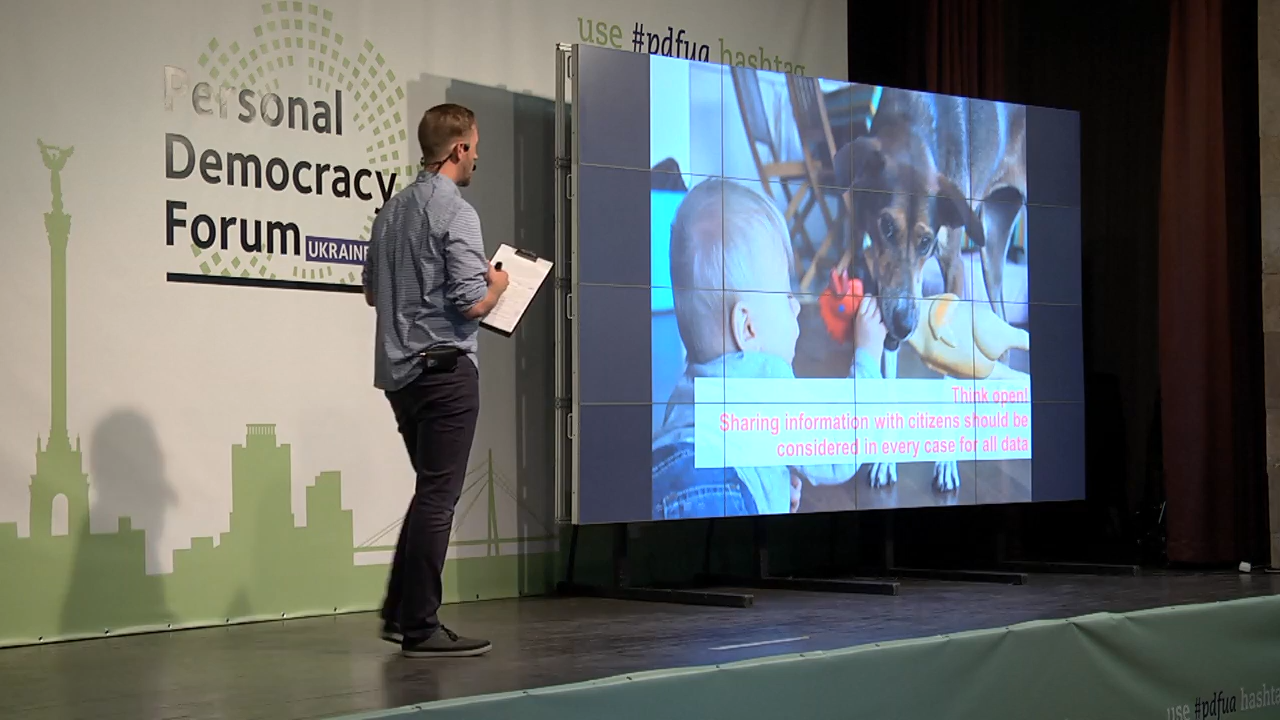 use #pdfua hashtag
Personal
Democracy
Forum
UKRAINE
Think open!
Sharing information with citizens should be
considered in every case for all data
use #pdfua hashta